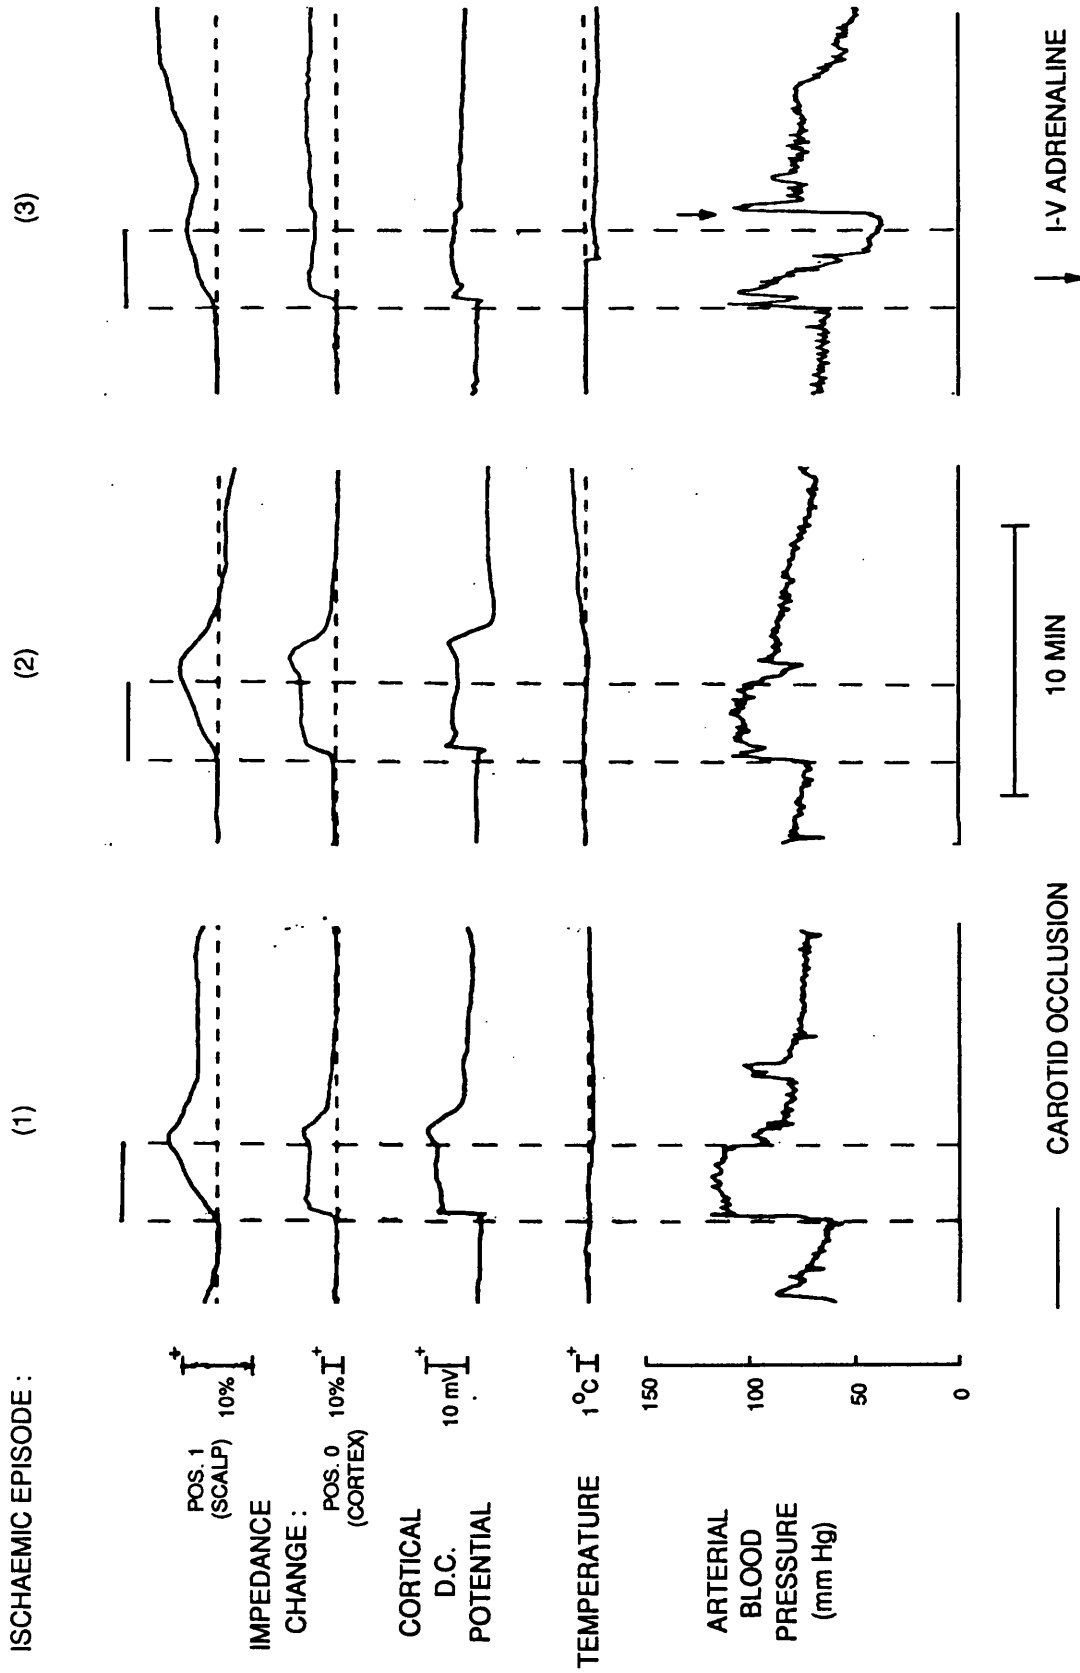 ISCHAEMIC EPISODE :
(1)
(2)
(3)
POS. 1
(SCALP)
10%
+
IMPEDANCE
CHANGE :
POS. 0
(CORTEX)
10%
+
CORTICAL
D.C.
POTENTIAL
10 mV
+
TEMPERATURE
1°C
+
ARTERIAL
BLOOD
PRESSURE
(mm Hg)
150
100
50
0
CAROTID OCCLUSION
10 MIN
I-V ADRENALINE